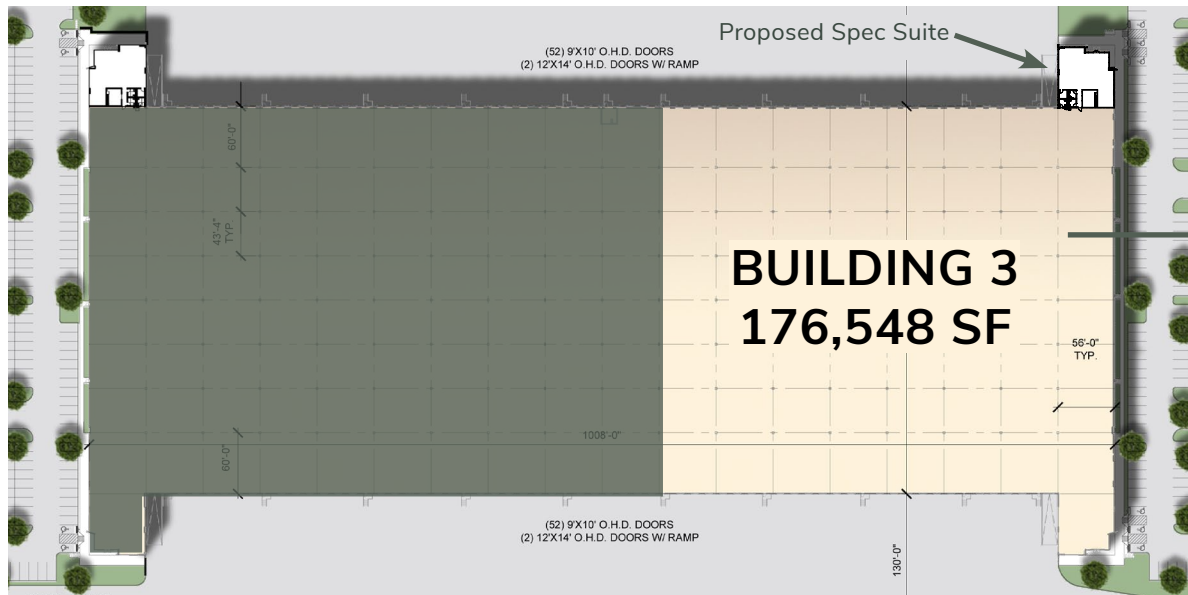 Proposed Spec Suite
(52) 9'X10' O.H.D. DOORS
(2) 12'X14' O.H.D. DOORS W/ RAMP
60'-0"
43'-4"
TYP.
BUILDING 3
176,548 SF
56'-0"
TYP.
1008'-0"
60'-0"
(52) 9'X10' O.H.D. DOORS
(2) 12'X14' O.H.D. DOORS W/ RAMP
130'-0"